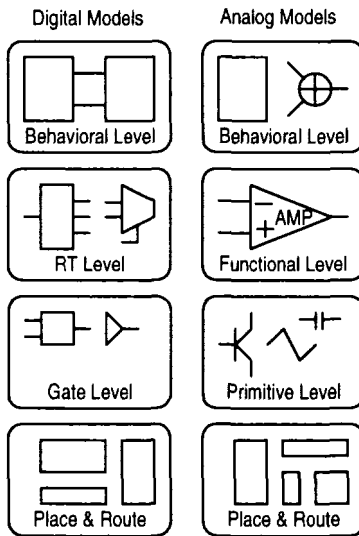 Digital Models Analog Models
Behavioral Level Behavioral Level
− AMP
+
RT Level Functional Level
Gate Level Primitive Level
Place & Route Place & Route